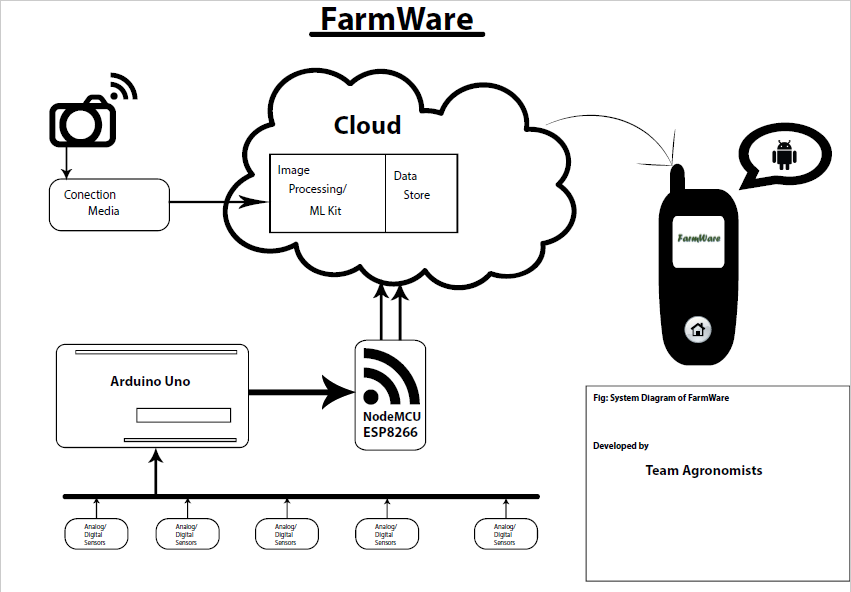 FarmWare
Cloud
Image
Processing/
ML Kit
Data
Store
Conection
Media
FarmWare
Arduino Uno
NodeMCU
ESP8266
Analog/
Digital
Sensors
Analog/
Digital
Sensors
Analog/
Digital
Sensors
Analog/
Digital
Sensors
Analog/
Digital
Sensors
Fig: System Diagram of FarmWare
Developed by
Team Agronomists